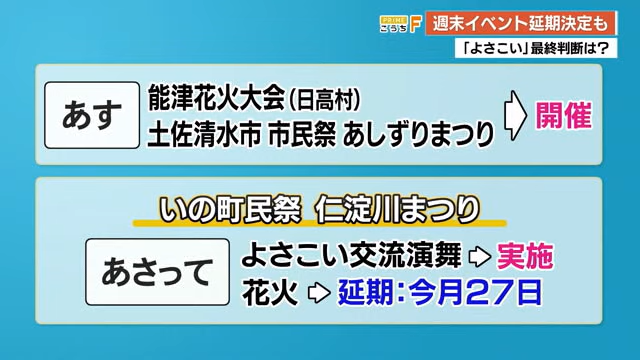 PRIME
こうち
F
週末イベント延期決定も
「よさこい」最終判断は？
あす
能津花火大会（日高村）
土佐清水市 市民祭 あしずりまつり
開催
いの町民祭 仁淀川まつり
あさって
よさこい交流演舞 実施
花火 延期：今月27日